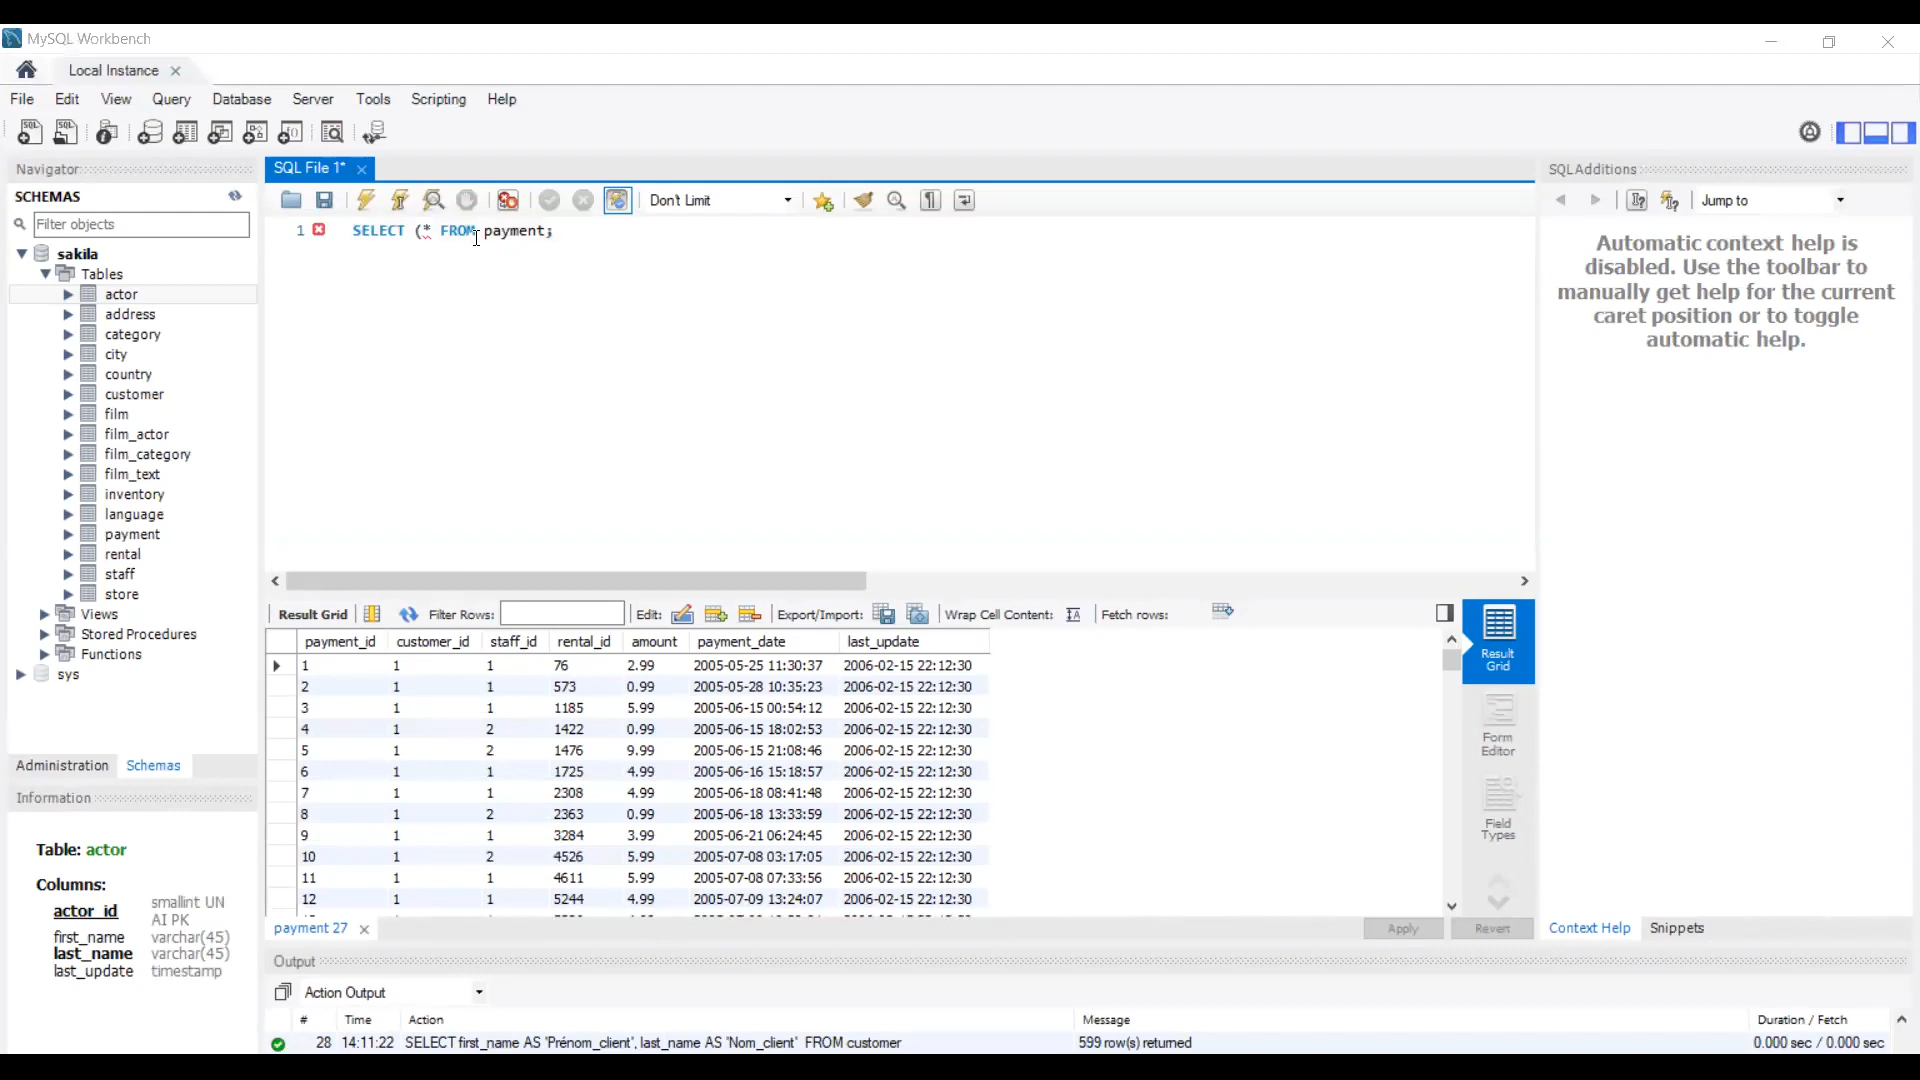 MySQL Workbench
Local Instance
File Edit View Query Database Server Tools Scripting Help
Navigator
SCHEMAS
Filter objects
sakila
Tables
actor
address
category
city
country
customer
film
film_actor
film_category
film_text
inventory
language
payment
rental
staff
store
Views
Stored Procedures
Functions
sys
Administration Schemas
Information
Table: actor
Columns:
actor_id smallint UN AI PK
first_name varchar(45)
last_name varchar(45)
last_update timestamp
SQL File 1*
Don't Limit
1 SELECT (* FROM payment;
Result Grid Filter Rows: Edit: Export/Import: Wrap Cell Content: Fetch rows:
payment_id customer_id staff_id rental_id amount payment_date last_update
1 1 1 76 2.99 2005-05-25 11:30:37 2006-02-15 22:12:30
2 1 1 573 0.99 2005-05-28 10:35:23 2006-02-15 22:12:30
3 1 1 1185 5.99 2005-06-15 00:54:12 2006-02-15 22:12:30
4 1 2 1422 0.99 2005-06-15 18:02:53 2006-02-15 22:12:30
5 1 2 1476 9.99 2005-06-15 21:08:46 2006-02-15 22:12:30
6 1 1 1725 4.99 2005-06-16 15:18:57 2006-02-15 22:12:30
7 1 1 2308 4.99 2005-06-18 08:41:48 2006-02-15 22:12:30
8 1 2 2363 0.99 2005-06-18 13:33:59 2006-02-15 22:12:30
9 1 1 3284 3.99 2005-06-21 06:24:45 2006-02-15 22:12:30
10 1 2 4526 5.99 2005-07-08 03:17:05 2006-02-15 22:12:30
11 1 1 4611 5.99 2005-07-08 07:33:56 2006-02-15 22:12:30
12 1 1 5244 4.99 2005-07-09 13:24:07 2006-02-15 22:12:30
Result
Grid
Form
Editor
Field
Types
payment 27
Apply Revert
SQLAdditions
Jump to
Automatic context help is
disabled. Use the toolbar to
manually get help for the current
caret position or to toggle
automatic help.
Context Help Snippets
Output
Action Output
# Time Action Message Duration / Fetch
28 14:11:22 SELECT first_name AS 'Prénom_client', last_name AS 'Nom_client' FROM customer 599 row(s) returned 0.000 sec / 0.000 sec